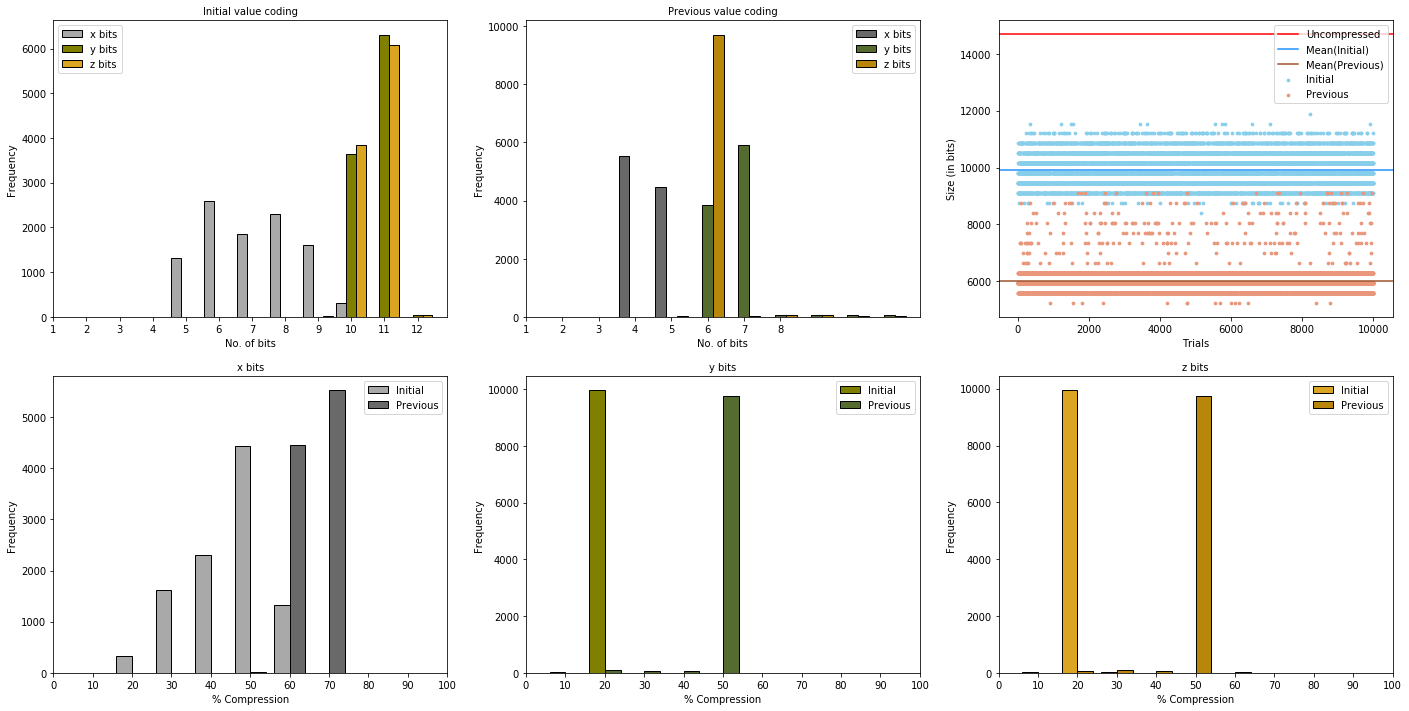 Initial value coding
x bits
y bits
z bits
6000
5000
4000
3000
2000
1000
0
Frequency
1 2 3 4 5 6 7 8 9 10 11 12
No. of bits
Previous value coding
x bits
y bits
z bits
10000
8000
6000
4000
2000
0
Frequency
1 2 3 4 5 6 7 8
No. of bits
Uncompressed
Mean(Initial)
Mean(Previous)
Initial
Previous
14000
12000
10000
8000
6000
Size (in bits)
0 2000 4000 6000 8000 10000
Trials
x bits
Initial
Previous
5000
4000
3000
2000
1000
0
Frequency
0 10 20 30 40 50 60 70 80 90 100
% Compression
y bits
Initial
Previous
10000
8000
6000
4000
2000
0
Frequency
0 10 20 30 40 50 60 70 80 90 100
% Compression
z bits
Initial
Previous
10000
8000
6000
4000
2000
0
Frequency
0 10 20 30 40 50 60 70 80 90 100
% Compression